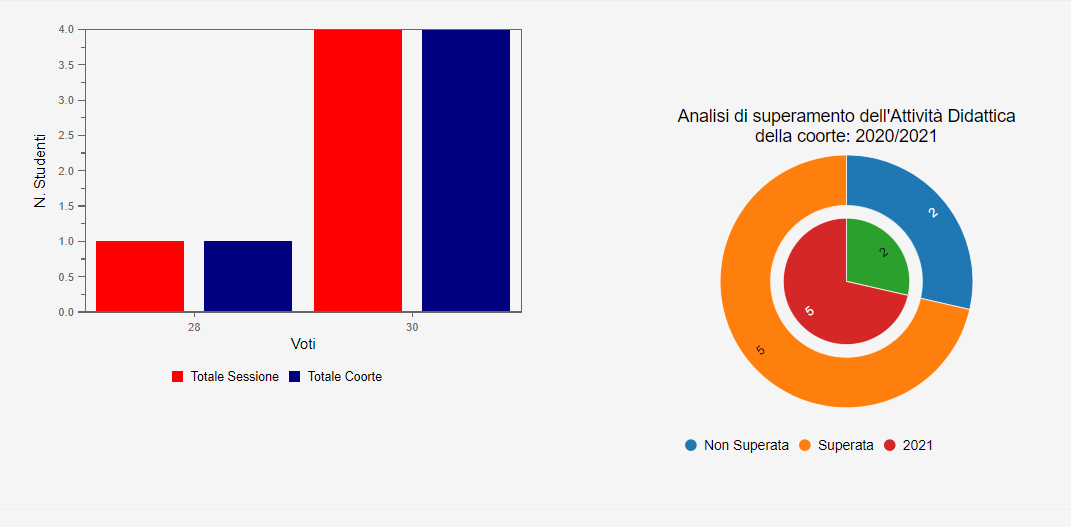 4.0
3.5
3.0
2.5
2.0
1.5
1.0
0.5
0.0
N. Studenti
28
30
Voti
Totale Sessione
Totale Coorte
Analisi di superamento dell'Attività Didattica
della coorte: 2020/2021
2
2
5
5
Non Superata
Superata
2021